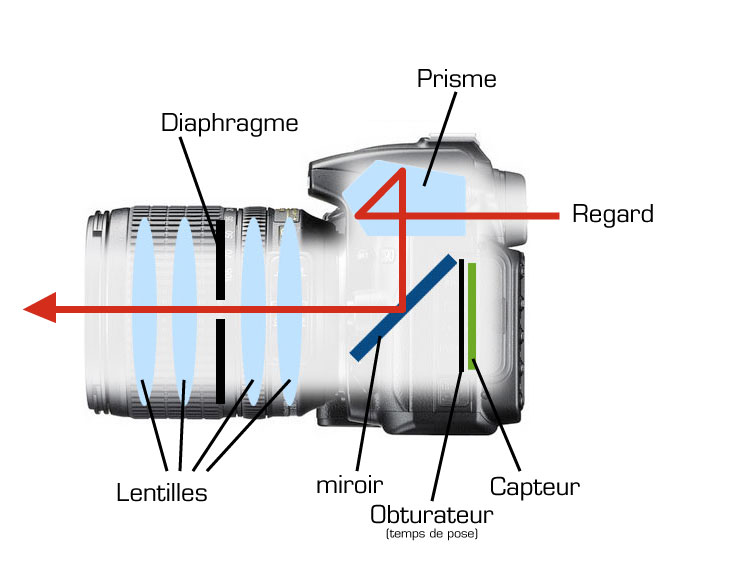 Prisme
Diaphragme
Regard
Lentilles
miroir
Capteur
Obturateur
(temps de pose)